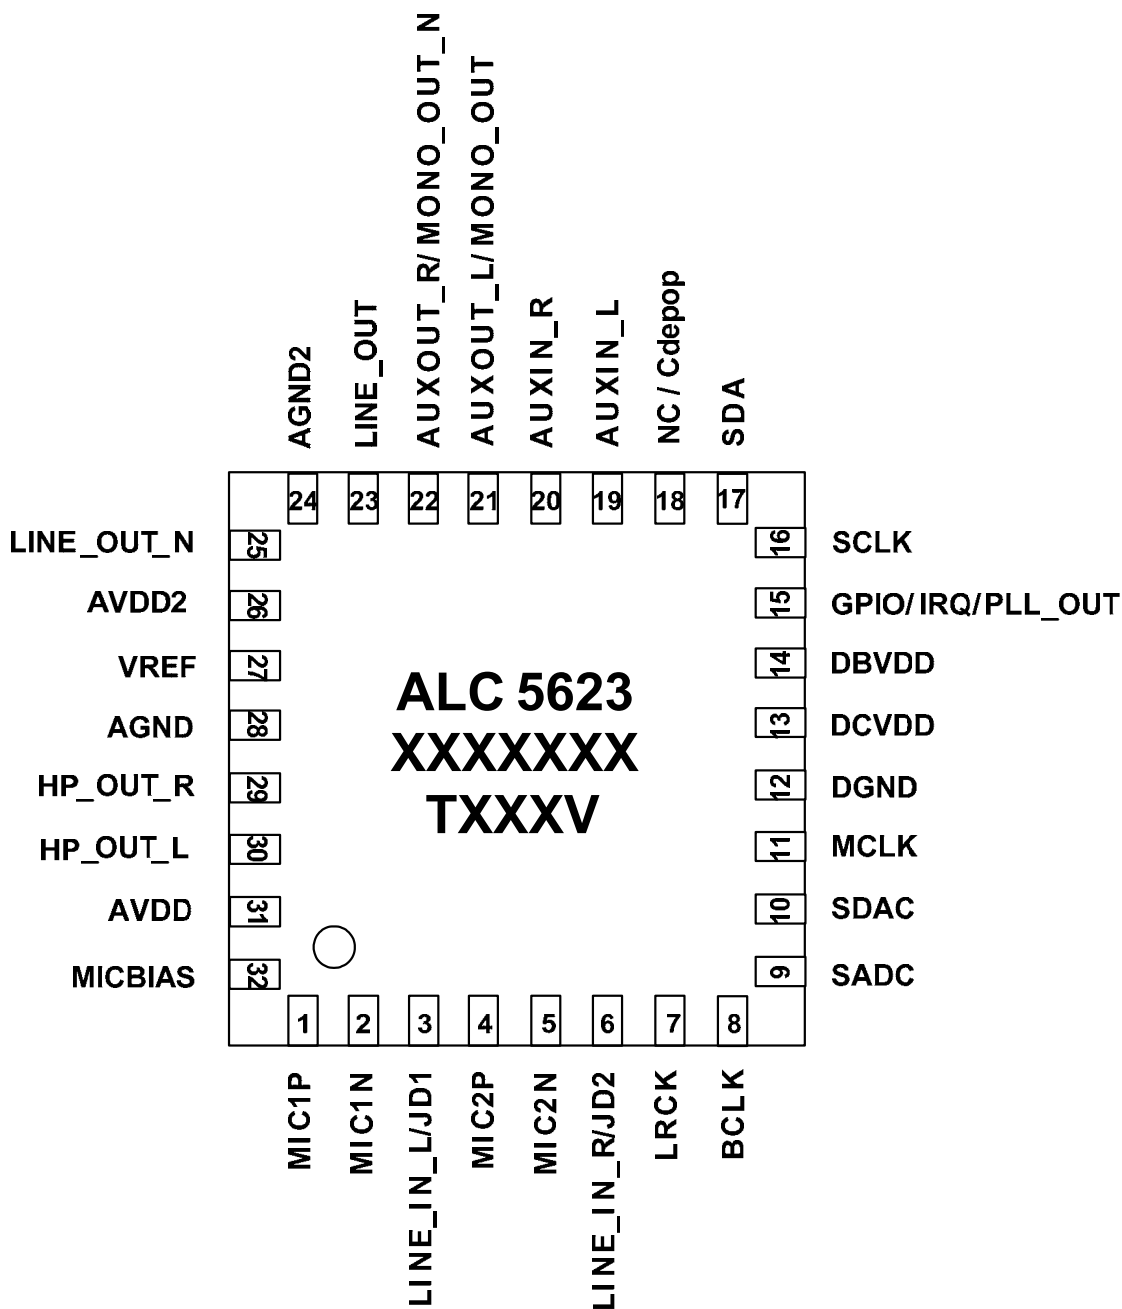 AGND2
LINE_OUT
AUXOUT_R/MONO_OUT_N
AUXOUT_L/MONO_OUT
AUXIN_R
AUXIN_L
NC / Cdepop
SDA
24
23
22
21
20
19
18
17
LINE_OUT_N
25
AVDD2
26
VREF
27
AGND
28
HP_OUT_R
29
HP_OUT_L
30
AVDD
31
MICBIAS
32
ALC 5623
XXXXXXX
TXXXV
16
SCLK
15
GPIO/IRQ/PLL_OUT
14
DBVDD
13
DCVDD
12
DGND
11
MCLK
10
SDAC
9
SADC
1
2
3
4
5
6
7
8
MIC1P
MIC1N
LINE_IN_L/JD1
MIC2P
MIC2N
LINE_IN_R/JD2
LRCK
BCLK